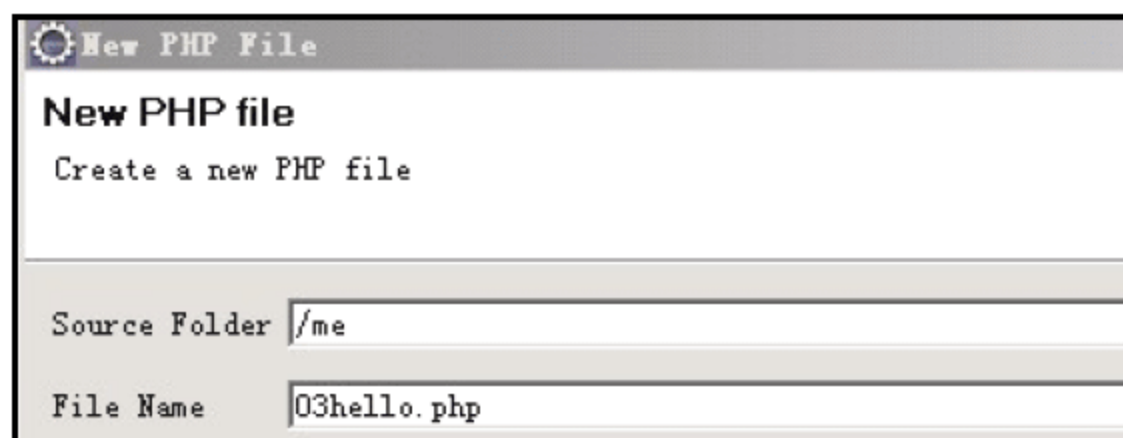 New PHP File
New PHP file
Create a new PHP file
Source Folder /me
File Name 03hello.php